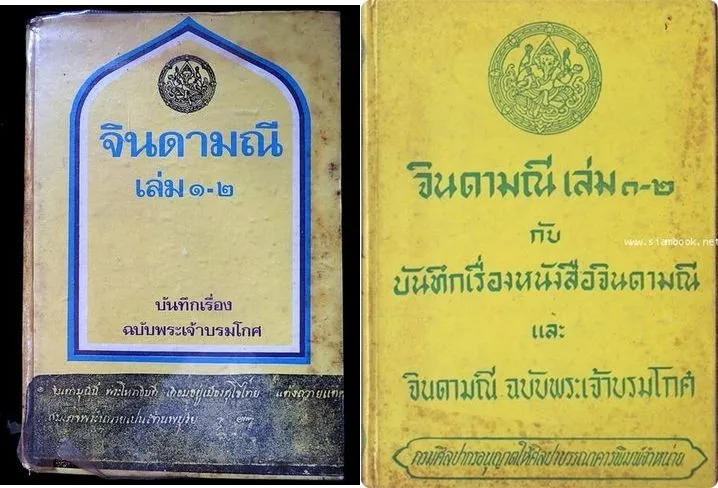 จินดามณี
เล่ม ๑-๒
บันทึกเรื่อง
ฉบับพระเจ้าบรมโกศ
จินดามณี เล่ม ๑-๒
กับ
www.siambook.net
บันทึกเรื่องหนังสือจินดามณี
และ
จินดามณี ฉบับพระเจ้าบรมโกศ
กรมศิลปากรอนุญาตให้ศิลปาบรรณาคารพิมพ์จำหน่าย